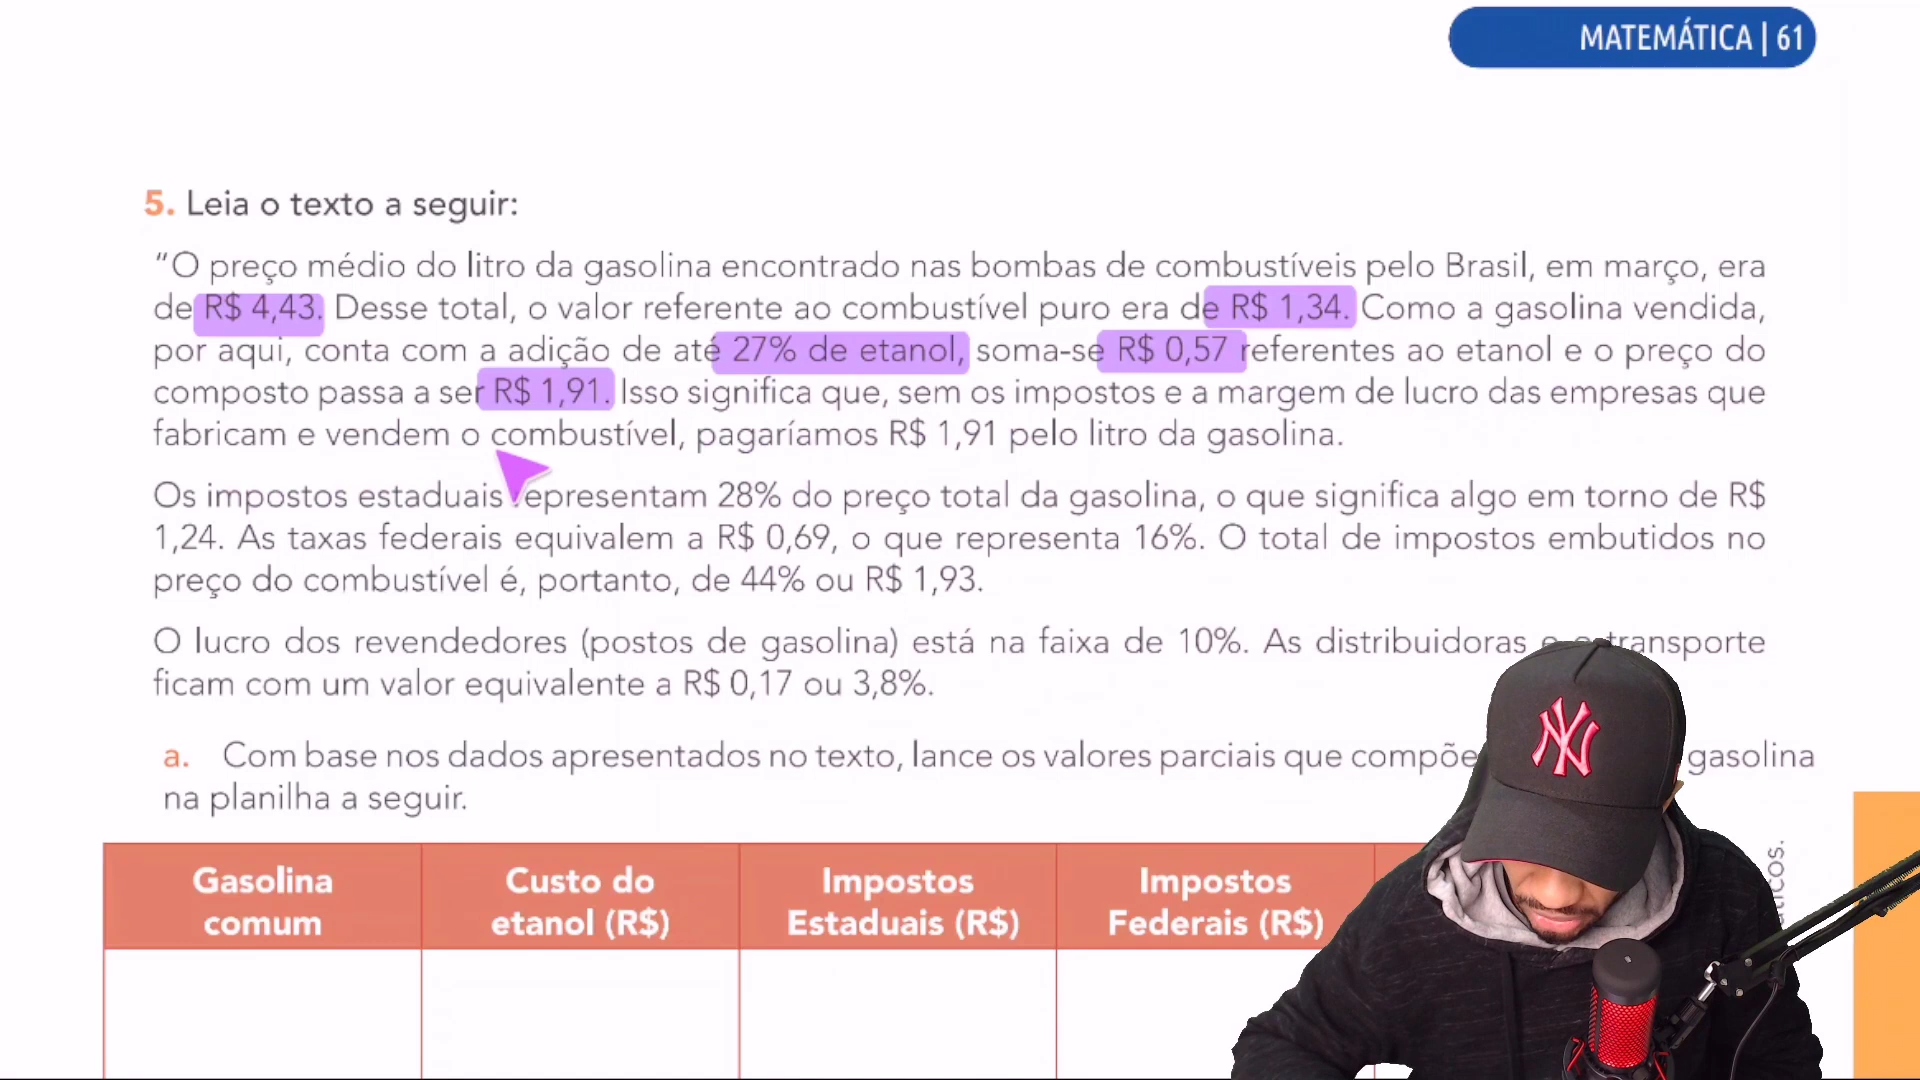 MATEMÁTICA | 61
5. Leia o texto a seguir:
“O preço médio do litro da gasolina encontrado nas bombas de combustíveis pelo Brasil, em março, era
de R$ 4,43. Desse total, o valor referente ao combustível puro era de R$ 1,34. Como a gasolina vendida,
por aqui, conta com a adição de até 27% de etanol, soma-se R$ 0,57 referentes ao etanol e o preço do
composto passa a ser R$ 1,91. Isso significa que, sem os impostos e a margem de lucro das empresas que
fabricam e vendem o combustível, pagaríamos R$ 1,91 pelo litro da gasolina.
Os impostos estaduais representam 28% do preço total da gasolina, o que significa algo em torno de R$
1,24. As taxas federais equivalem a R$ 0,69, o que representa 16%. O total de impostos embutidos no
preço do combustível é, portanto, de 44% ou R$ 1,93.
O lucro dos revendedores (postos de gasolina) está na faixa de 10%. As distribuidoras e o transporte
ficam com um valor equivalente a R$ 0,17 ou 3,8%.
a. Com base nos dados apresentados no texto, lance os valores parciais que gasolina
na planilha a seguir.
Gasolina comum
Custo do etanol (R$)
Impostos Estaduais (R$)
Impostos Federais (R$)
NY